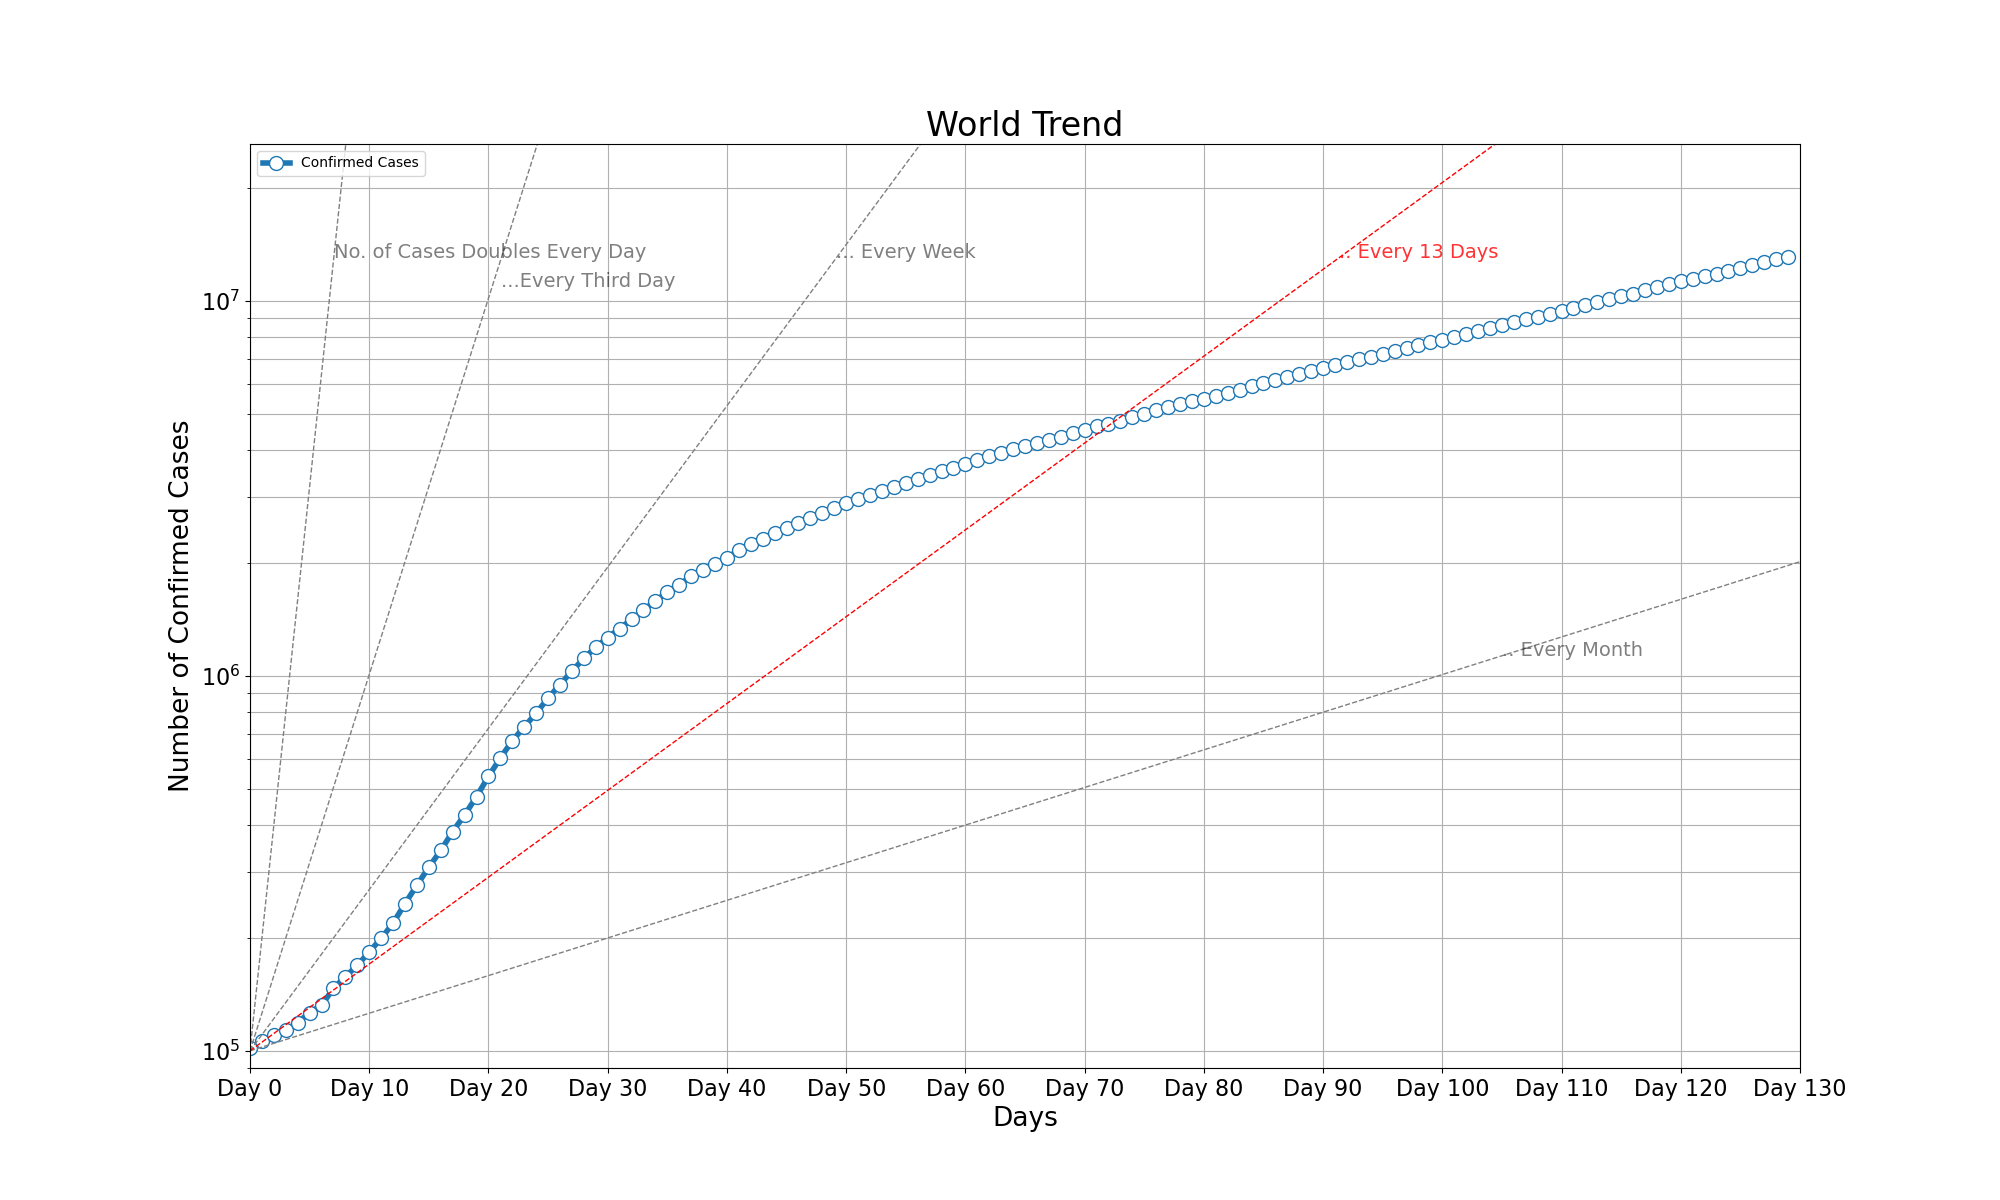 World Trend
Confirmed Cases
No. of Cases Doubles Every Day
...Every Third Day
... Every Week
.. Every 13 Days
.. Every Month
Number of Confirmed Cases
10^7
10^6
10^5
Day 0 Day 10 Day 20 Day 30 Day 40 Day 50 Day 60 Day 70 Day 80 Day 90 Day 100 Day 110 Day 120 Day 130
Days